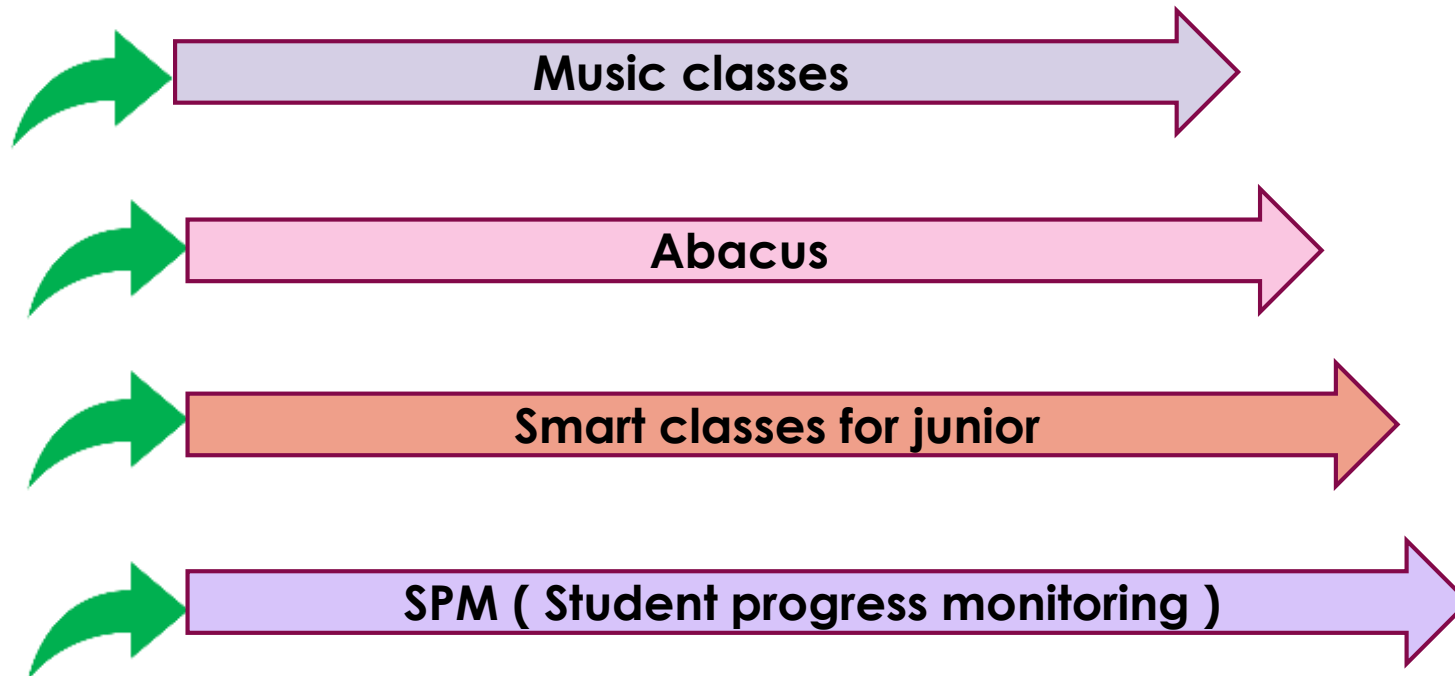 Music classes
Abacus
Smart classes for junior
SPM ( Student progress monitoring )